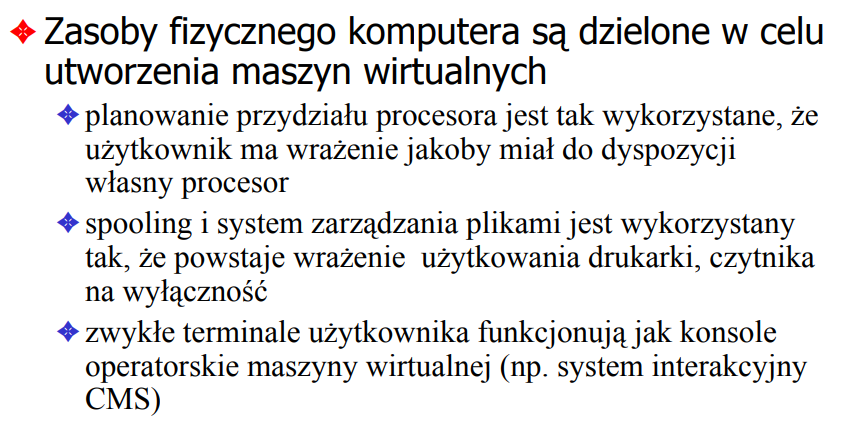 Zasoby fizycznego komputera są dzielone w celu
utworzenia maszyn wirtualnych
planowanie przydziału procesora jest tak wykorzystane, że
użytkownik ma wrażenie jakoby miał do dyspozycji
własny procesor
spooling i system zarządzania plikami jest wykorzystany
tak, że powstaje wrażenie użytkowania drukarki, czytnika
na wyłączność
zwykłe terminale użytkownika funkcjonują jak konsole
operatorskie maszyny wirtualnej (np. system interakcyjny
CMS)